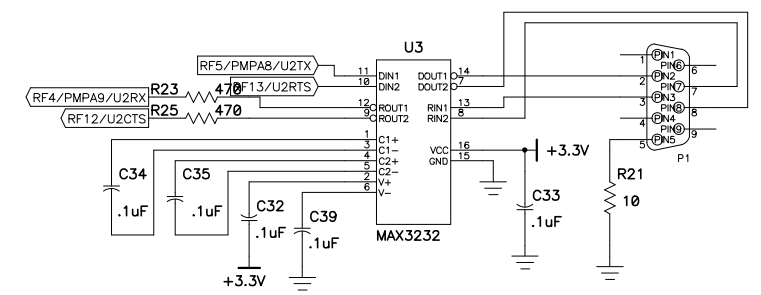 U3
RF5/PMPA8/U2TX
RF13/U2RTS
RF4/PMPA9/U2RX
RF12/U2CTS
R23 470
R25 470
11 DIN1 DOUT1 14
10 DIN2 DOUT2 7
12 ROUT1 RIN1 13
9 ROUT2 RIN2 8
1 C1+
3 C1- VCC 16
4 C2+ GND 15
5 C2-
2 V+
6 V-
MAX3232
+3.3V
C34
.1uF
C35
.1uF
C32
.1uF
+3.3V
C39
.1uF
C33
.1uF
1 PIN1
PIN6 6
2 PIN2
PIN7 7
3 PIN3
PIN8 8
4 PIN4
PIN9 9
5 PIN5
P1
R21
10